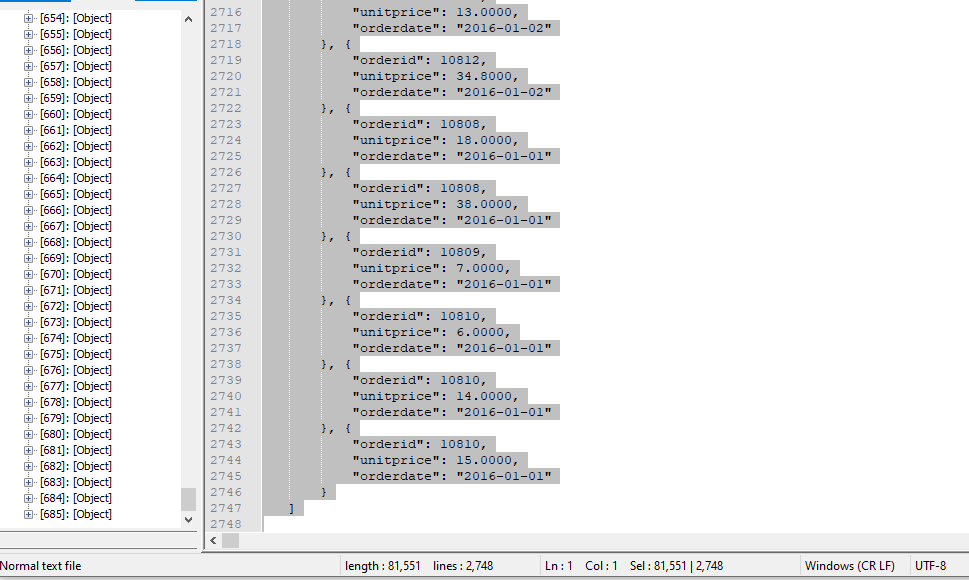 [654]: [Object]
[655]: [Object]
[656]: [Object]
[657]: [Object]
[658]: [Object]
[659]: [Object]
[660]: [Object]
[661]: [Object]
[662]: [Object]
[663]: [Object]
[664]: [Object]
[665]: [Object]
[666]: [Object]
[667]: [Object]
[668]: [Object]
[669]: [Object]
[670]: [Object]
[671]: [Object]
[672]: [Object]
[673]: [Object]
[674]: [Object]
[675]: [Object]
[676]: [Object]
[677]: [Object]
[678]: [Object]
[679]: [Object]
[680]: [Object]
[681]: [Object]
[682]: [Object]
[683]: [Object]
[684]: [Object]
[685]: [Object]
2716 "unitprice": 13.0000,
2717 "orderdate": "2016-01-02"
2718 }, {
2719 "orderid": 10812,
2720 "unitprice": 34.8000,
2721 "orderdate": "2016-01-02"
2722 }, {
2723 "orderid": 10808,
2724 "unitprice": 18.0000,
2725 "orderdate": "2016-01-01"
2726 }, {
2727 "orderid": 10808,
2728 "unitprice": 38.0000,
2729 "orderdate": "2016-01-01"
2730 }, {
2731 "orderid": 10809,
2732 "unitprice": 7.0000,
2733 "orderdate": "2016-01-01"
2734 }, {
2735 "orderid": 10810,
2736 "unitprice": 6.0000,
2737 "orderdate": "2016-01-01"
2738 }, {
2739 "orderid": 10810,
2740 "unitprice": 14.0000,
2741 "orderdate": "2016-01-01"
2742 }, {
2743 "orderid": 10810,
2744 "unitprice": 15.0000,
2745 "orderdate": "2016-01-01"
2746 }
2747 ]
2748
Normal text file length : 81,551 lines : 2,748 Ln : 1 Col : 1 Sel : 81,551 | 2,748 Windows (CR LF) UTF-8